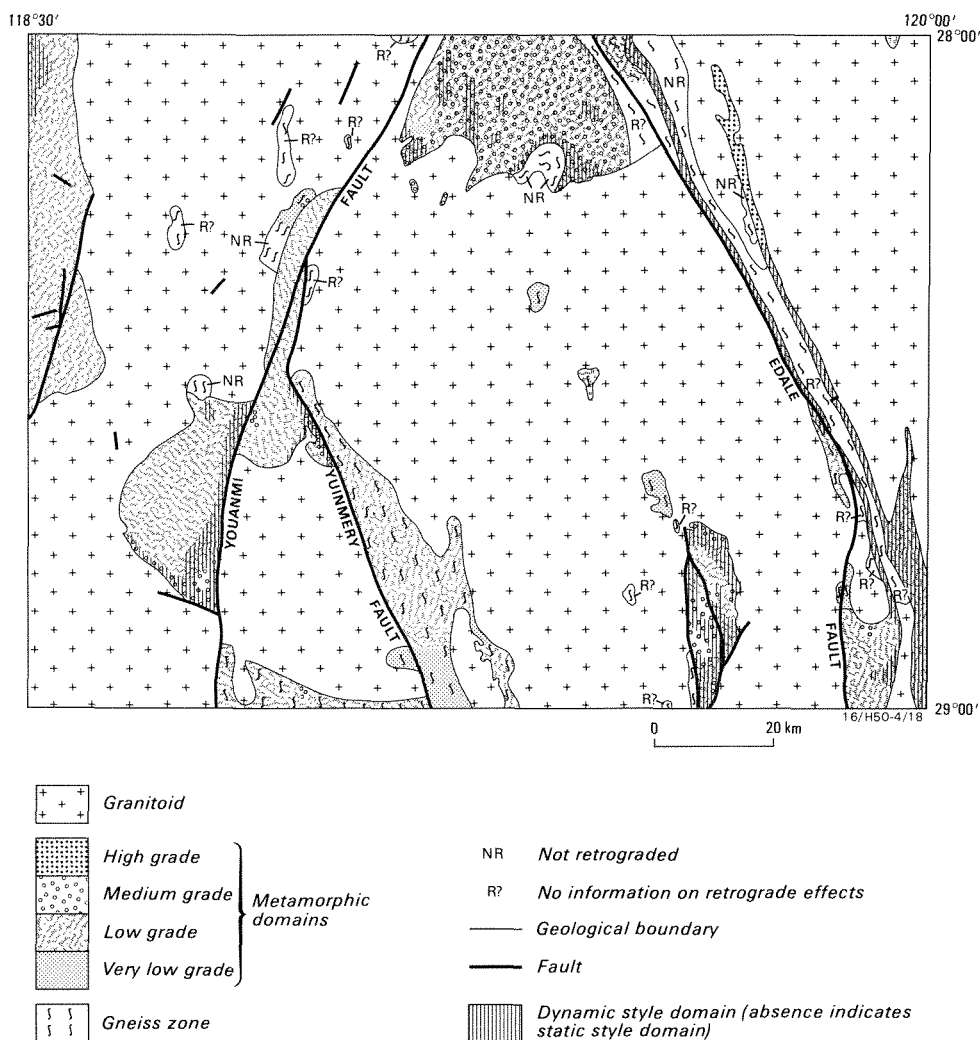 118°30'
120°00'
28°00'
R?
NR
R?
R?
R?
FAULT
NR
NR
R?
NR
R?
EDALE
R?
NR
YOUANMI
YUINMERY
FAULT
R?
R?
R?
R?
R?
FAULT
R?
29°00'
16/H50-4/18
0 20 km
Granitoid
High grade
Medium grade
Low grade
Very low grade
Metamorphic
domains
Gneiss zone
NR Not retrograded
R? No information on retrograde effects
Geological boundary
Fault
Dynamic style domain (absence indicates
static style domain)